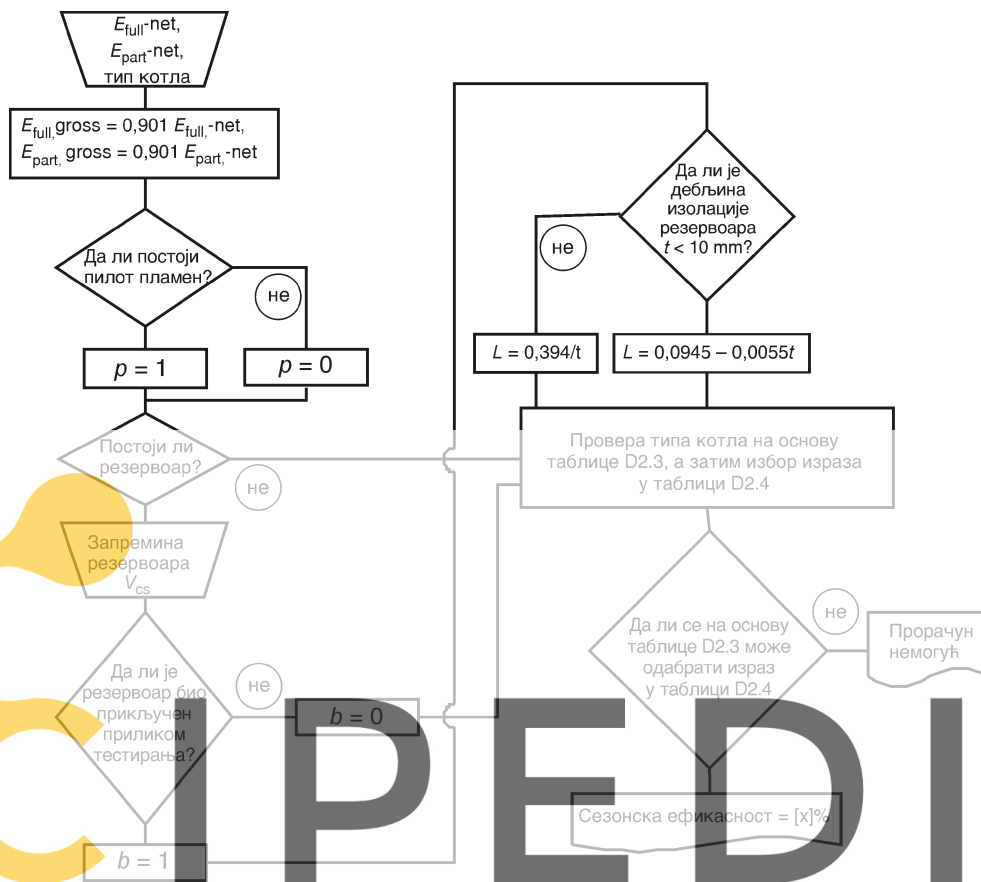 E_full-net,
E_part-net,
тип котла
E_full,gross = 0,901 E_full,-net,
E_part, gross = 0,901 E_part,-net
Да ли постоји
пилот пламен?
не
p = 1
p = 0
Постоји ли
резервоар?
не
Запремина
резервоара
V_cs
Да ли је
резервоар био
прикључен
приликом
тестирања?
не
b = 0
b = 1
Да ли је
дебљина
изолације
резервоара
t < 10 mm?
не
L = 0,394/t
L = 0,0945 – 0,0055t
Провера типа котла на основу
таблице D2.3, а затим избор израза
у таблици D2.4
Да ли се на основу
таблице D2.3 може
одабрати израз
у таблици D2.4
не
Прорачун
немогућ
Сезонска ефикасност = [x]%
CIPEDI